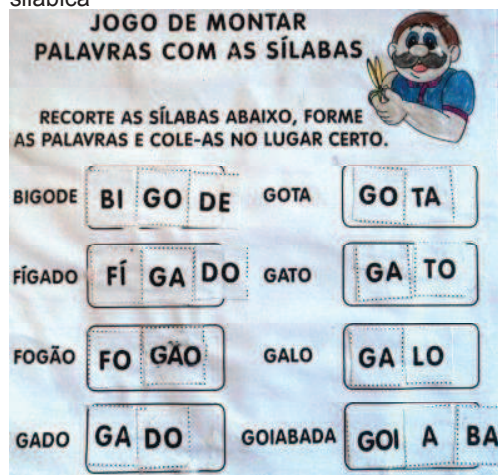 silábica
JOGO DE MONTAR
PALAVRAS COM AS SÍLABAS
RECORTE AS SÍLABAS ABAIXO, FORME
AS PALAVRAS E COLE-AS NO LUGAR CERTO.
BIGODE BI GO DE GOTA GO TA
FÍGADO FÍ GA DO GATO GA TO
FOGÃO FO GÃO GALO GA LO
GADO GA DO GOIABADA GOI A BA